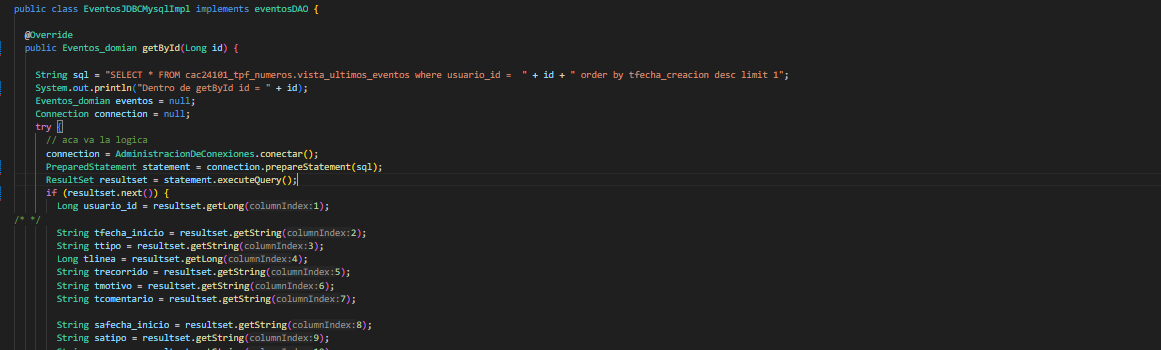 public class EventosJDBCMysqlImpl implements eventosDAO {
@Override
public Eventos_domian getById(Long id) {
String sql = "SELECT * FROM cac24101_tpf_numeros.vista_ultimos_eventos where usuario_id =  " + id + " order by tfecha_creacion desc limit 1";
System.out.println("Dentro de getById id = " + id);
Eventos_domian eventos = null;
Connection connection = null;
try {
// aca va la logica
connection = AdministracionDeConexiones.conectar();
PreparedStatement statement = connection.prepareStatement(sql);
ResultSet resultset = statement.executeQuery();
if (resultset.next()) {
Long usuario_id = resultset.getLong(columnIndex:1);
/* */
String tfecha_inicio = resultset.getString(columnIndex:2);
String ttipo = resultset.getString(columnIndex:3);
Long tlinea = resultset.getLong(columnIndex:4);
String trecorrido = resultset.getString(columnIndex:5);
String tmotivo = resultset.getString(columnIndex:6);
String tcomentario = resultset.getString(columnIndex:7);
String safecha_inicio = resultset.getString(columnIndex:8);
String satipo = resultset.getString(columnIndex:9);